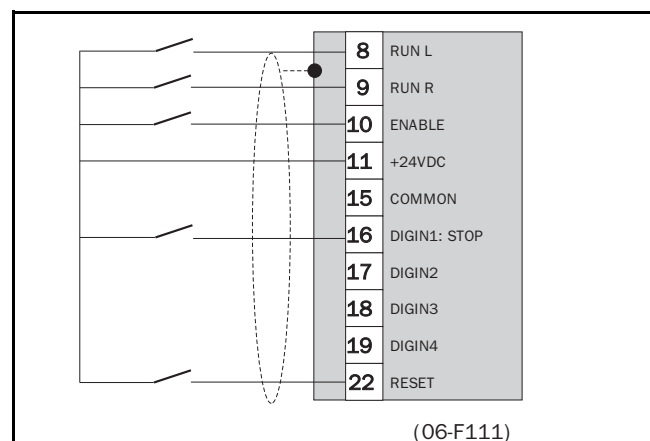 8 RUN L
9 RUN R
10 ENABLE
11 +24VDC
15 COMMON
16 DIGIN1: STOP
17 DIGIN2
18 DIGIN3
19 DIGIN4
22 RESET
(06-F111)